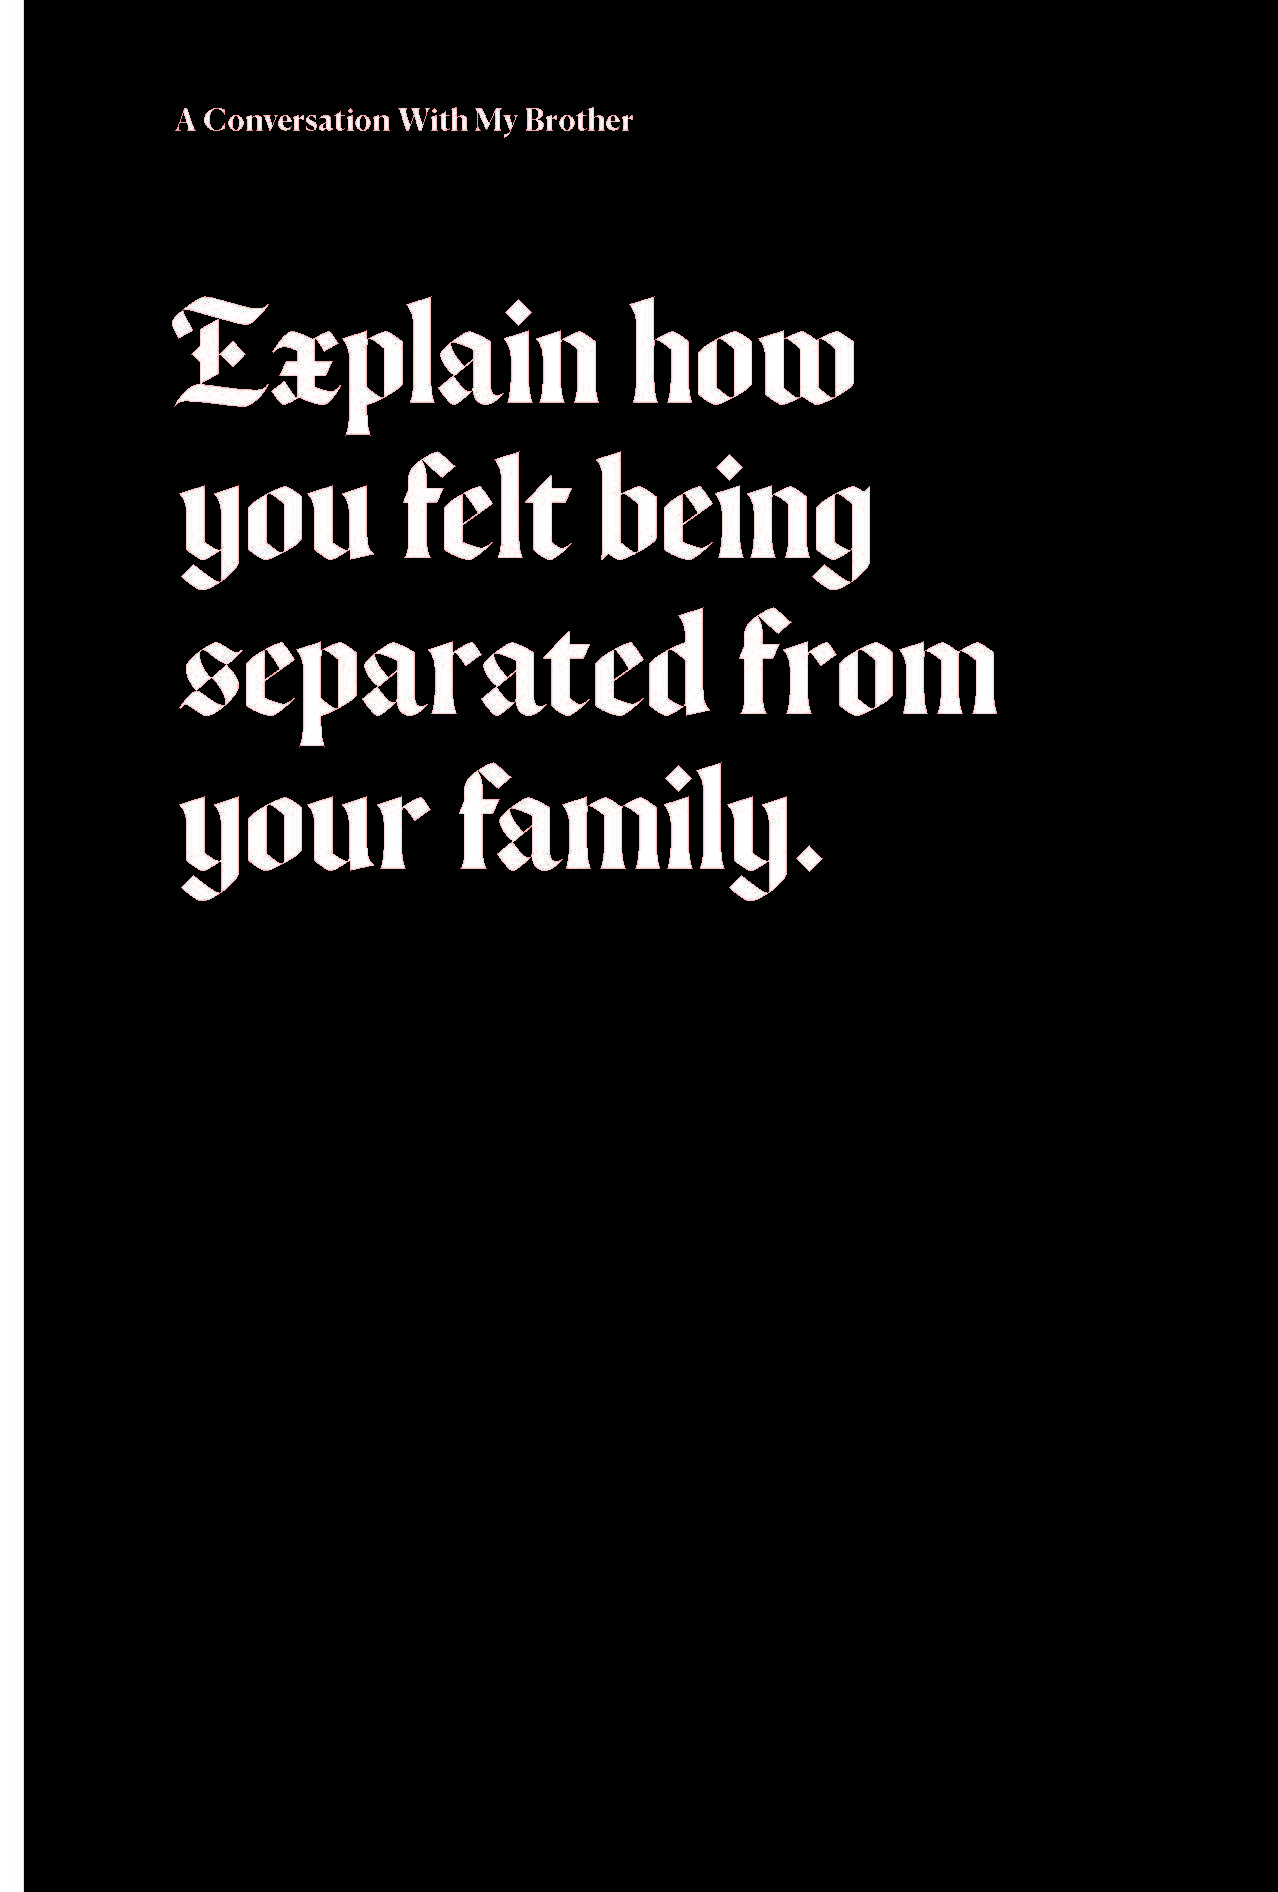 A Conversation With My Brother
Explain how
you felt being
separated from
your family.